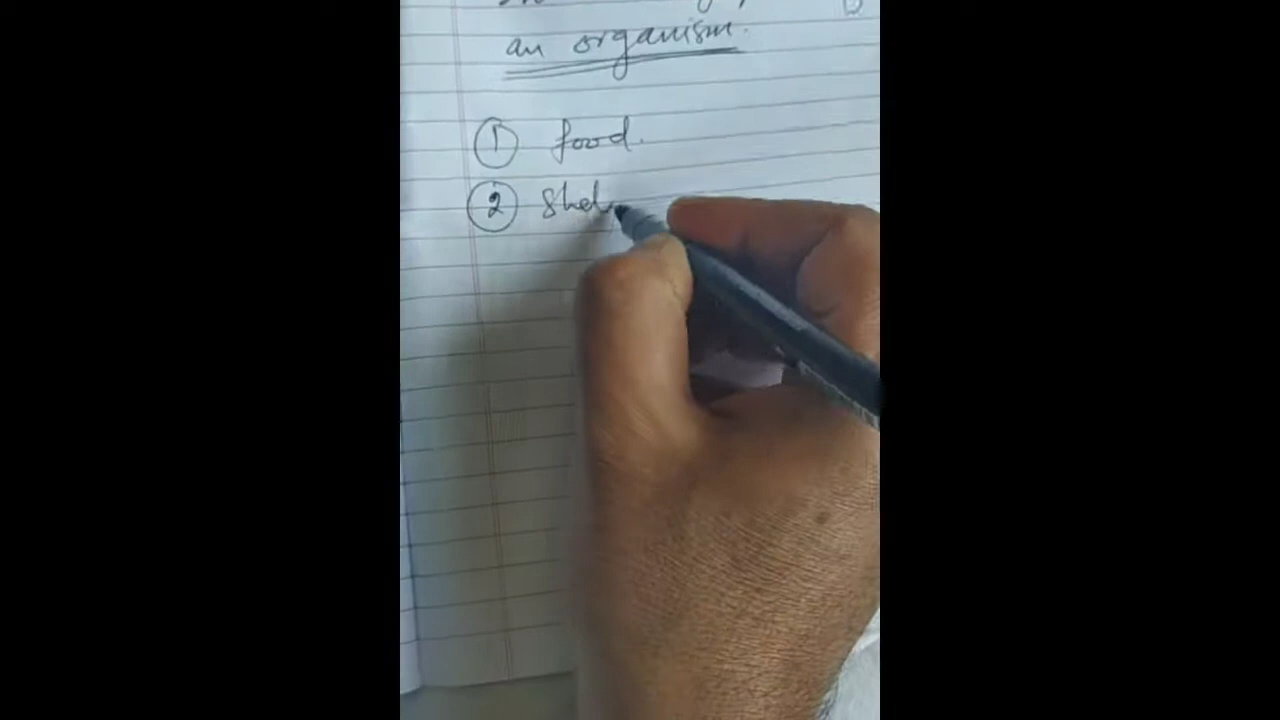 an organism.
① food.
② Shel